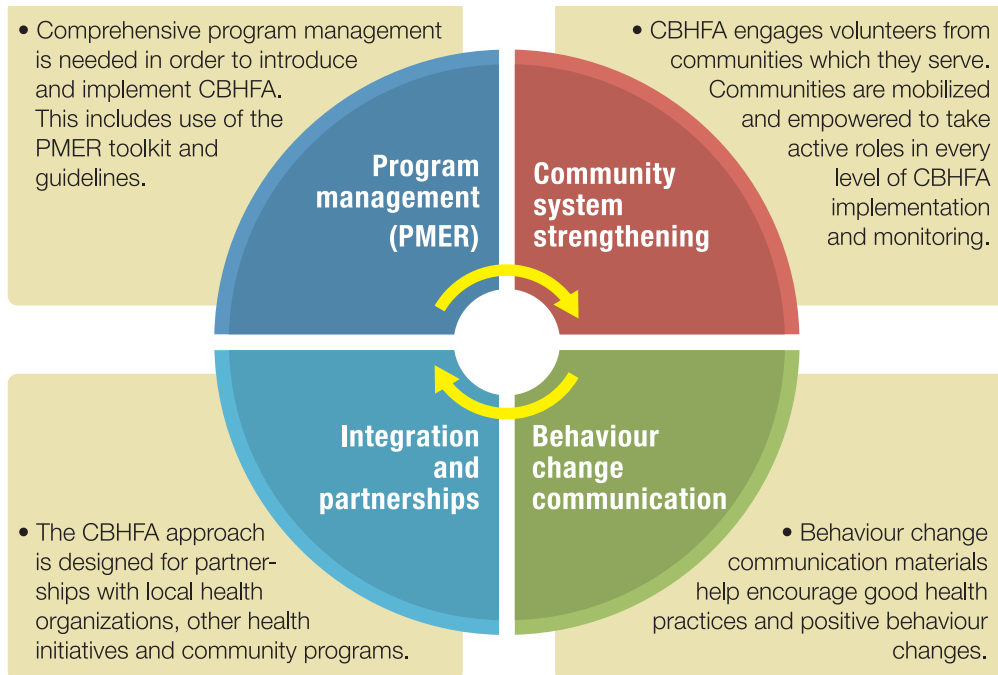 • Comprehensive program management
is needed in order to introduce
and implement CBHFA.
This includes use of the
PMER toolkit and
guidelines.
• CBHFA engages volunteers from
communities which they serve.
Communities are mobilized
and empowered to take
active roles in every
level of CBHFA
implementation
and monitoring.
Program
management
(PMER)
Community
system
strengthening
Integration
and
partnerships
Behaviour
change
communication
• The CBHFA approach
is designed for partner-
ships with local health
organizations, other health
initiatives and community programs.
• Behaviour change
communication materials
help encourage good health
practices and positive behaviour
changes.